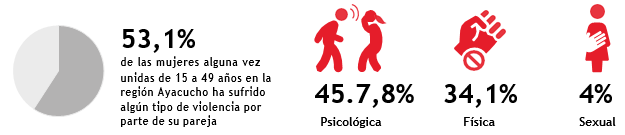 53,1%
de las mujeres alguna vez
unidas de 15 a 49 años en la
región Ayacucho ha sufrido
algún tipo de violencia por
parte de su pareja
45.7,8%
Psicológica
34,1%
Física
4%
Sexual